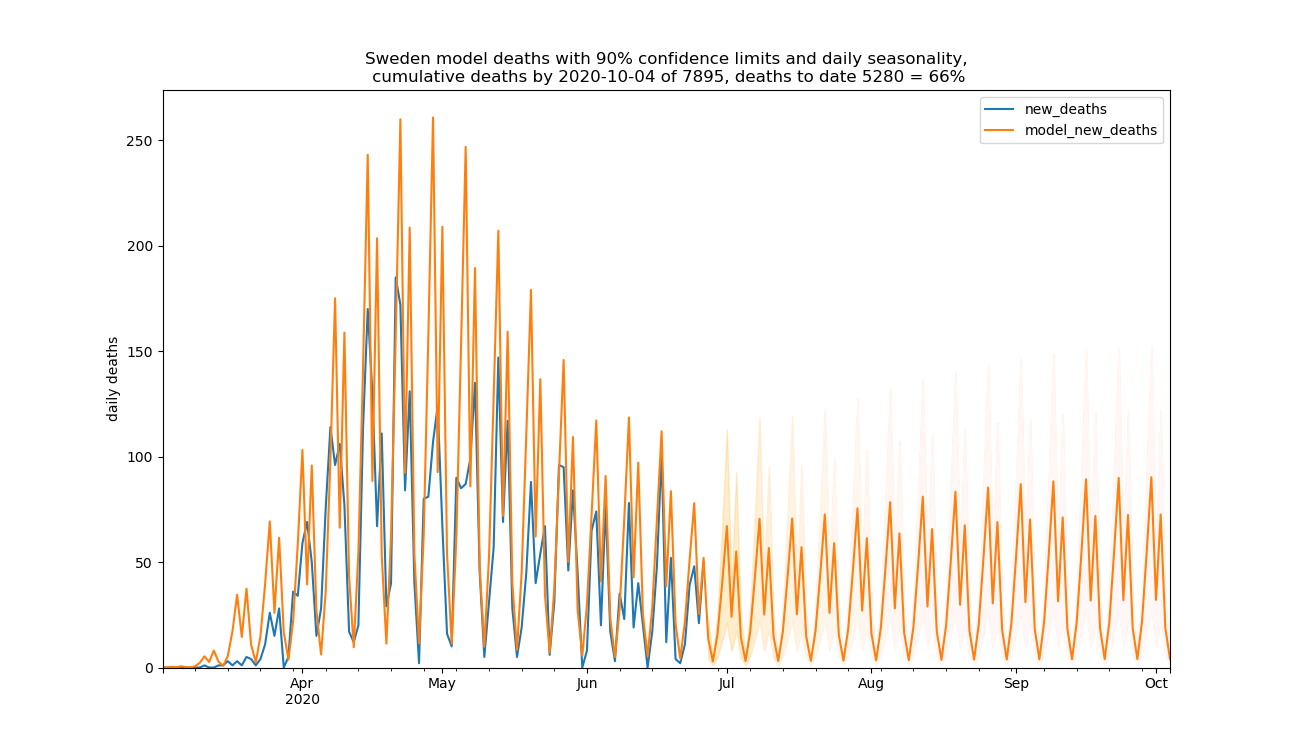 Sweden model deaths with 90% confidence limits and daily seasonality,
cumulative deaths by 2020-10-04 of 7895, deaths to date 5280 = 66%
new_deaths
model_new_deaths
daily deaths
250
200
150
100
50
0
Apr
2020
May
Jun
Jul
Aug
Sep
Oct